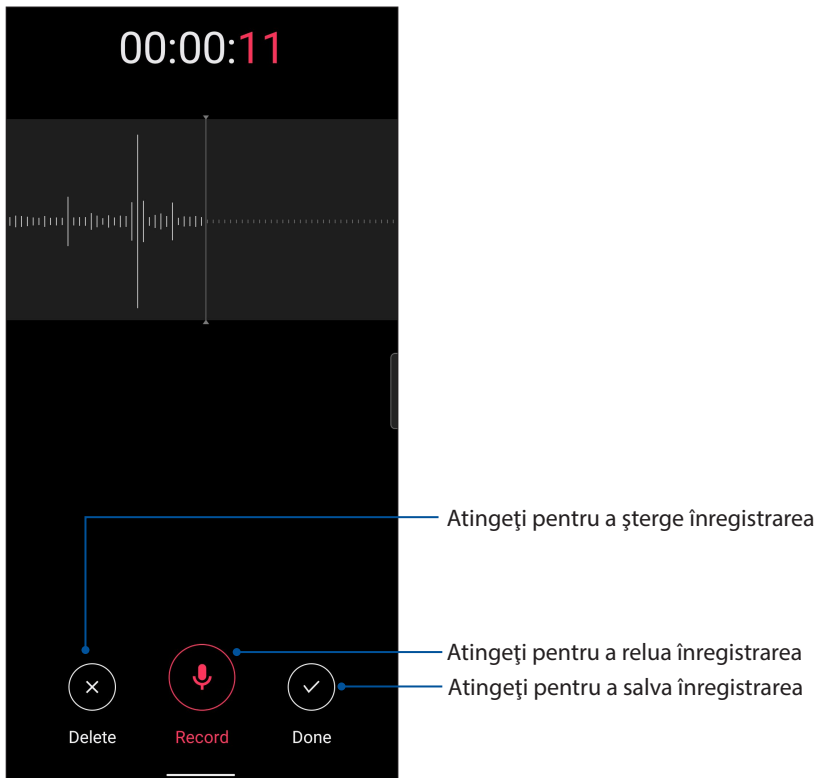 00:00:11
Atingeţi pentru a şterge înregistrarea
Atingeţi pentru a relua înregistrarea
Atingeţi pentru a salva înregistrarea
Delete Record Done